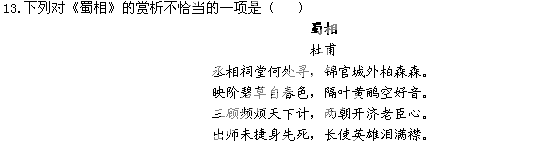 13.下列对《蜀相》的赏析不恰当的一项是（   ）
蜀相
杜甫
丞相祠堂何处寻，锦官城外柏森森。
映阶碧草自春色，隔叶黄鹂空好音。
三顾频烦天下计，两朝开济老臣心。
出师未捷身先死，长使英雄泪满襟。